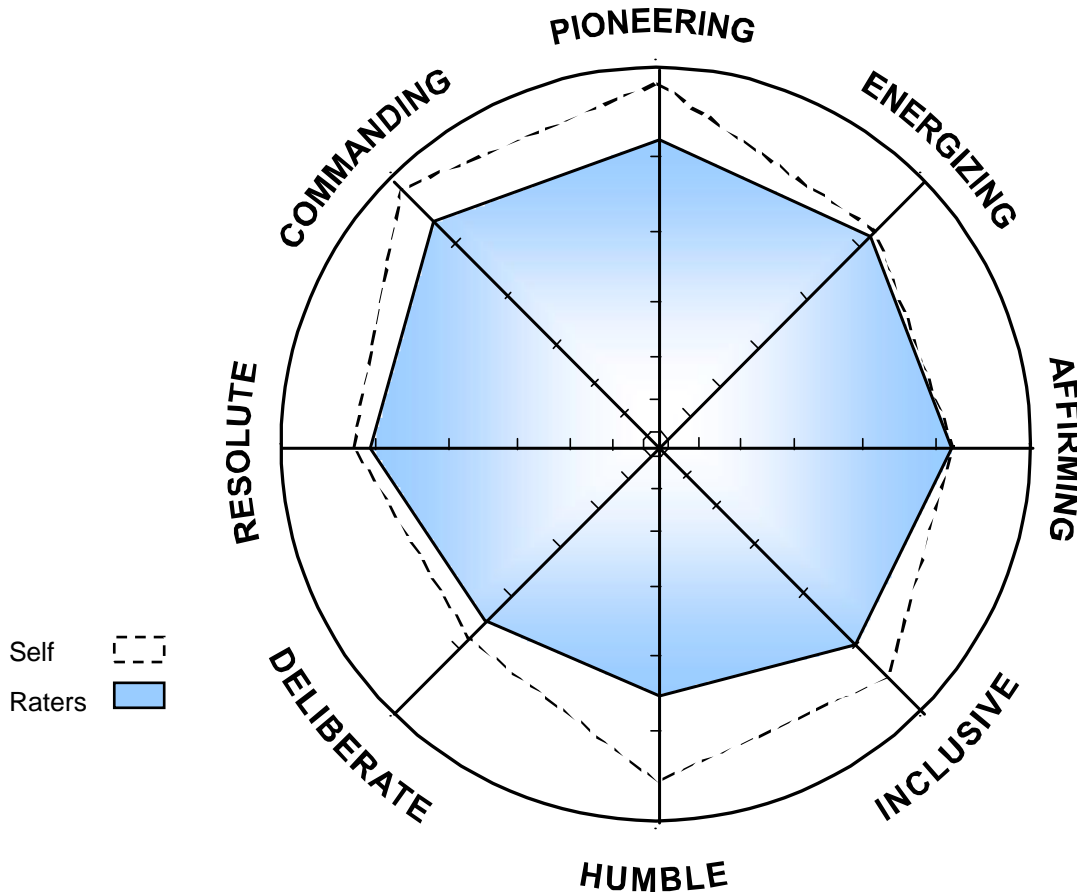 PIONEERING
ENERGIZING
AFFIRMING
INCLUSIVE
HUMBLE
DELIBERATE
RESOLUTE
COMMANDING
Self
Raters